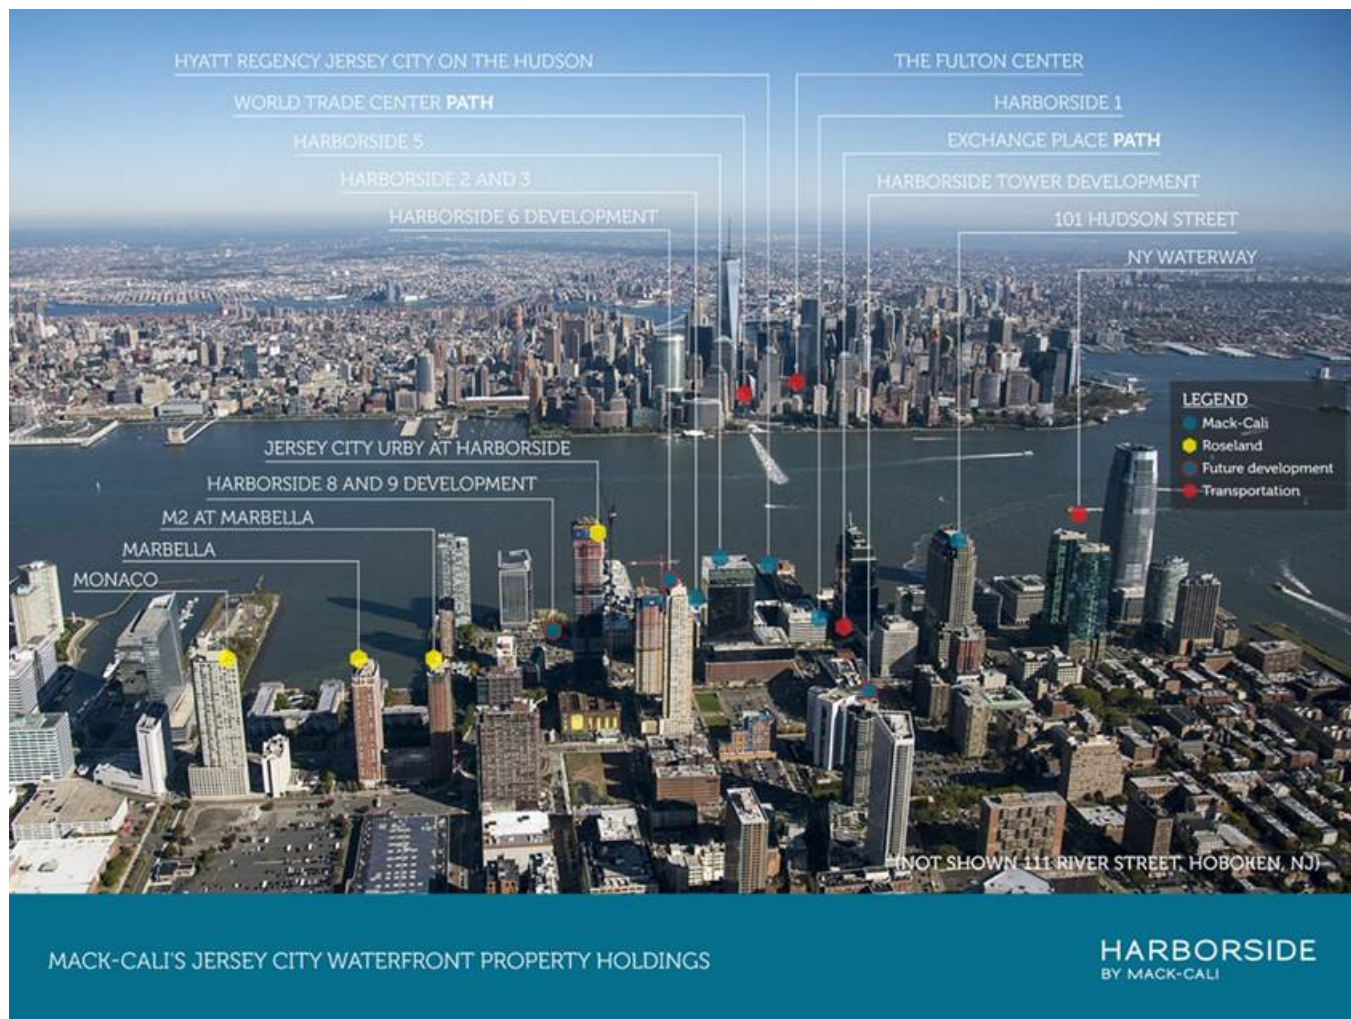 HYATT REGENCY JERSEY CITY ON THE HUDSON
WORLD TRADE CENTER PATH
HARBORSIDE 5
HARBORSIDE 2 AND 3
HARBORSIDE 6 DEVELOPMENT
THE FULTON CENTER
HARBORSIDE 1
EXCHANGE PLACE PATH
HARBORSIDE TOWER DEVELOPMENT
101 HUDSON STREET
NY WATERWAY
LEGEND
Mack-Cali
Roseland
Future development
Transportation
JERSEY CITY URBY AT HARBORSIDE
HARBORSIDE 8 AND 9 DEVELOPMENT
M2 AT MARBELLA
MARBELLA
MONACO
(NOT SHOWN 111 RIVER STREET, HOBOKEN, NJ)
MACK-CALI'S JERSEY CITY WATERFRONT PROPERTY HOLDINGS
HARBORSIDE
BY MACK-CALI